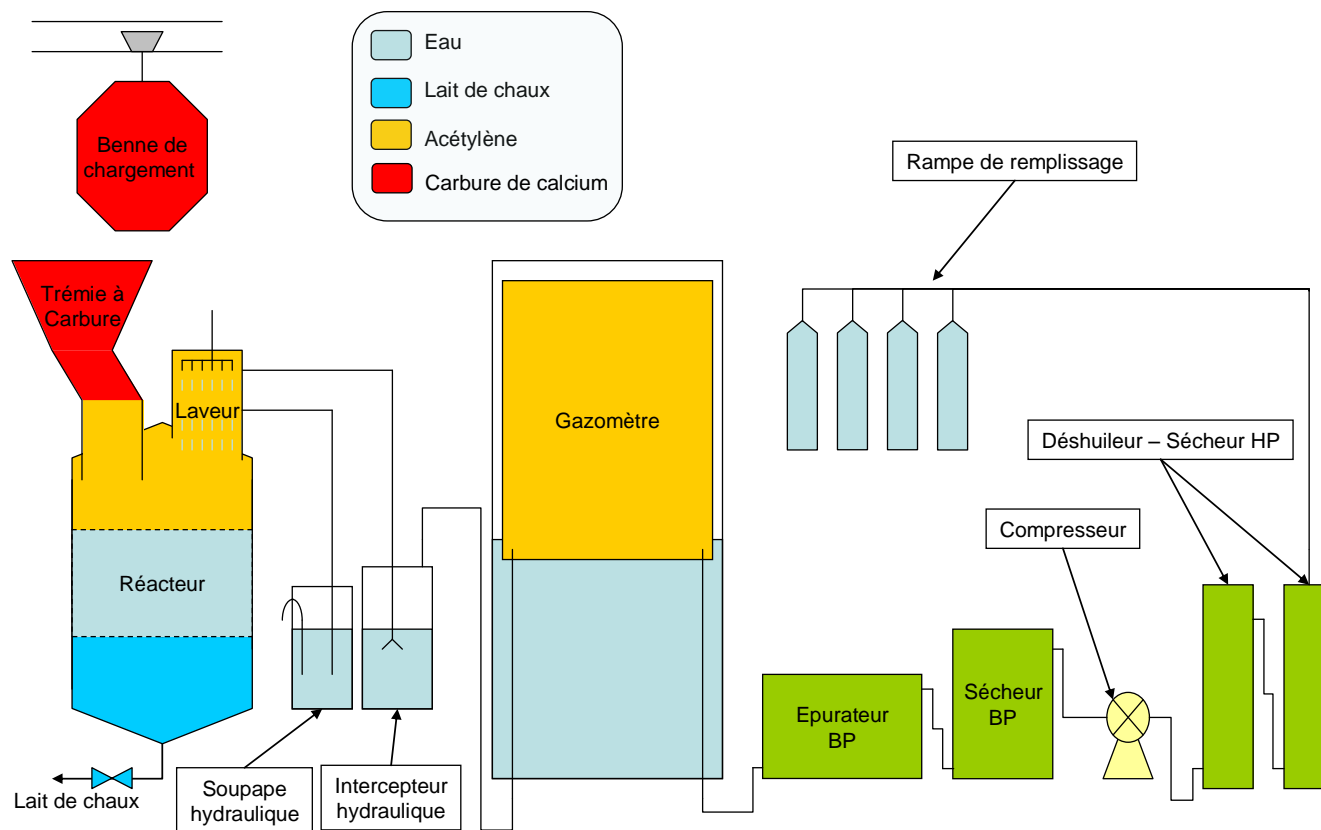 Eau
Lait de chaux
Acétylène
Carbure de calcium
Benne de
chargement
Rampe de remplissage
Trémie à
Carbure
Laveur
Gazomètre
Déshuileur – Sécheur HP
Compresseur
Réacteur
Epurateur
BP
Sécheur
BP
Soupape
hydraulique
Intercepteur
hydraulique
Lait de chaux